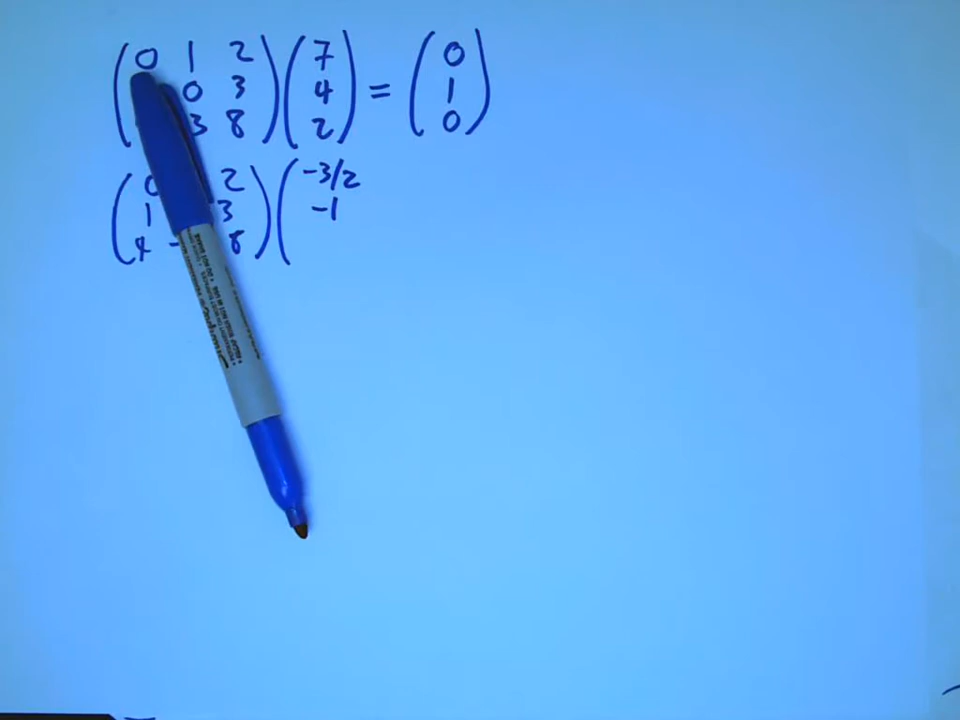 0 1 2 7 0
0 3 4 = 1
3 8 2 0
2 -3/2
1 3 -1
4 - 8